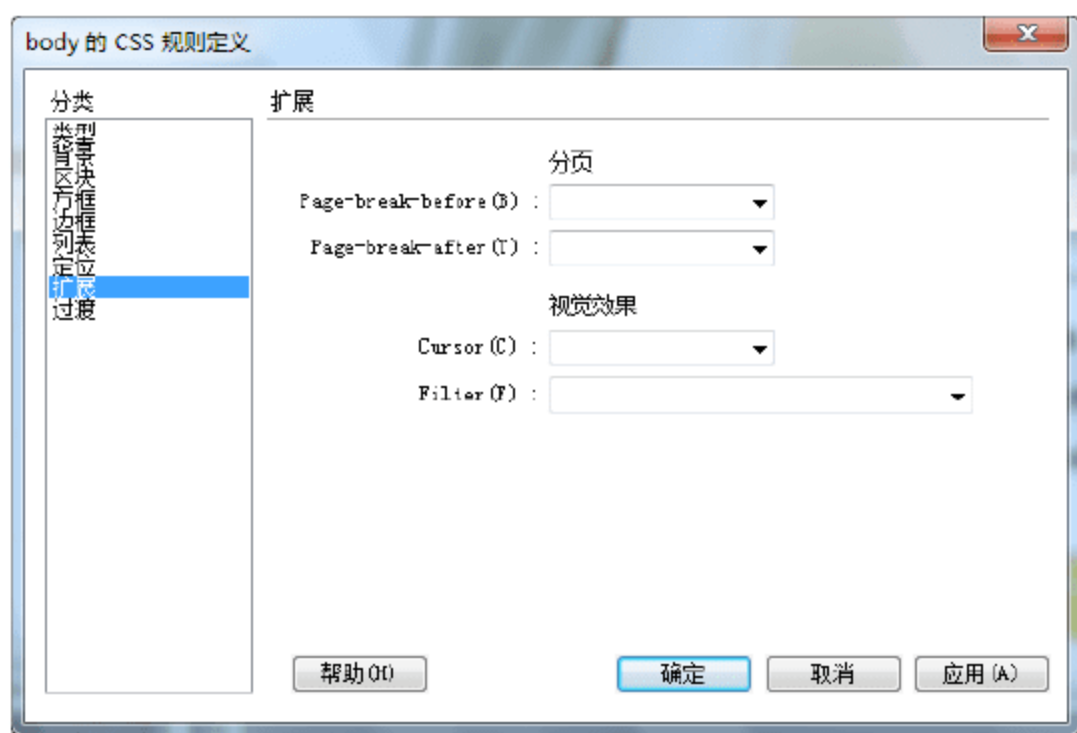 body 的 CSS 规则定义
分类
类型
背景
区块
方框
边框
列表
定位
扩展
过渡
扩展
分页
Page-break-before(B) :
Page-break-after(T) :
视觉效果
Cursor(C) :
Filter(F) :
帮助(H)
确定
取消
应用(A)